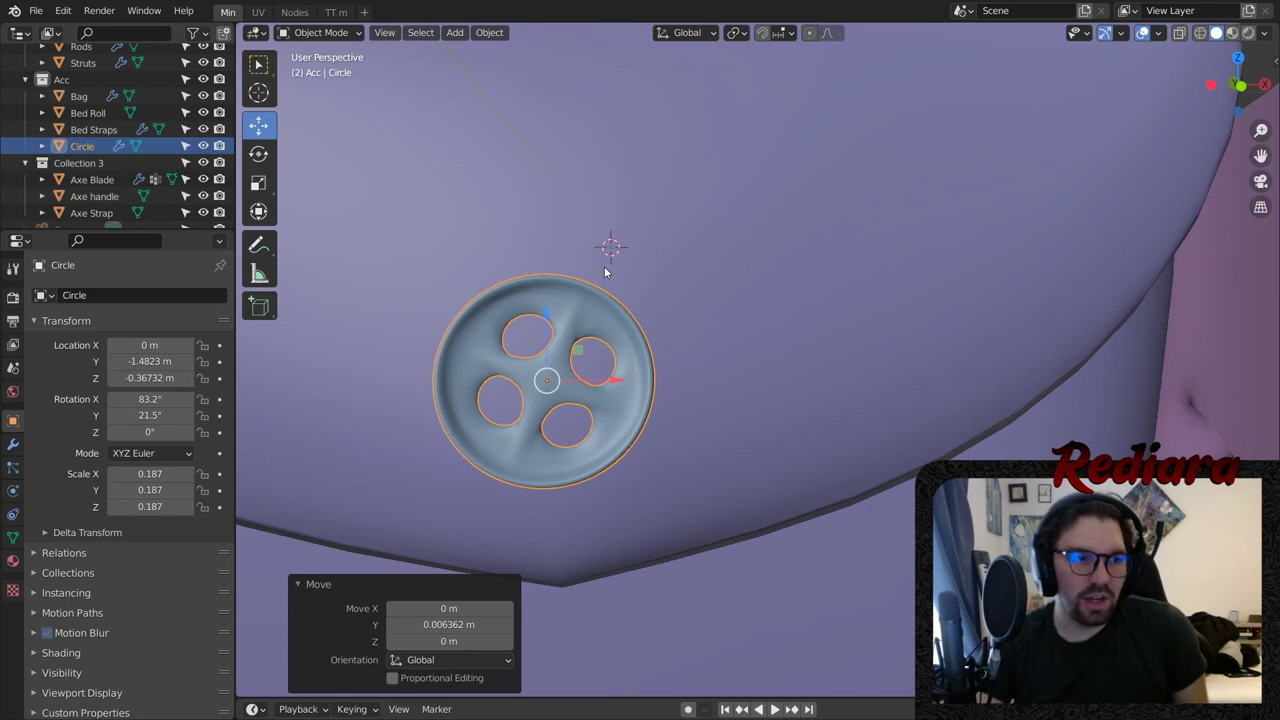 File Edit Render Window Help Min UV Nodes TT m + Scene View Layer
Object Mode View Select Add Object Global
User Perspective
(2) Acc | Circle
Rods
Struts
Acc
Bag
Bed Roll
Bed Straps
Circle
Collection 3
Axe Blade
Axe handle
Axe Strap
Circle
Circle
Transform
Location X 0 m
Y -1.4823 m
Z -0.36732 m
Rotation X 83.2°
Y 21.5°
Z 0°
Mode XYZ Euler
Scale X 0.187
Y 0.187
Z 0.187
Delta Transform
Relations
Collections
Instancing
Motion Paths
Motion Blur
Shading
Visibility
Viewport Display
Custom Properties
Move
Move X 0 m
Y 0.006362 m
Z 0 m
Orientation Global
Proportional Editing
Playback Keying View Marker
Z
X
Y
Rediara